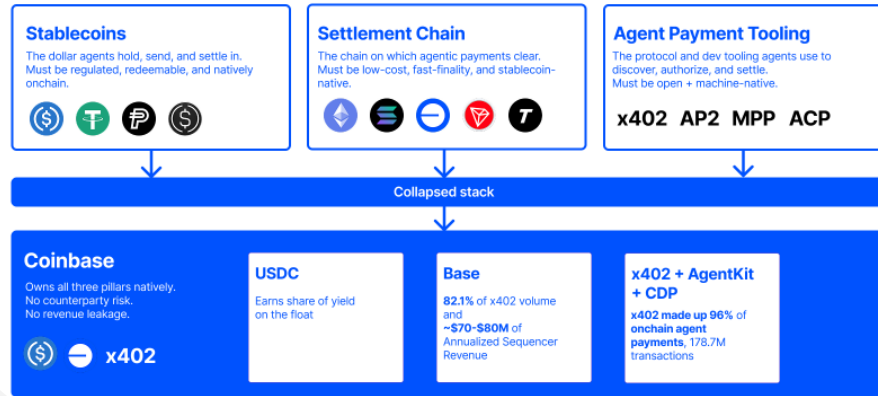 Stablecoins
The dollar agents hold, send, and settle in.
Must be regulated, redeemable, and natively
onchain.
Settlement Chain
The chain on which agentic payments clear.
Must be low-cost, fast-finality, and stablecoin-
native.
Agent Payment Tooling
The protocol and dev tooling agents use to
discover, authorize, and settle.
Must be open + machine-native.
x402 AP2 MPP ACP
Collapsed stack
Coinbase
Owns all three pillars natively.
No counterparty risk.
No revenue leakage.
x402
USDC
Earns share of yield
on the float
Base
82.1% of x402 volume
and
~$70-$80M of
Annualized Sequencer
Revenue
x402 + AgentKit
+ CDP
x402 made up 96% of
onchain agent
payments, 178.7M
transactions